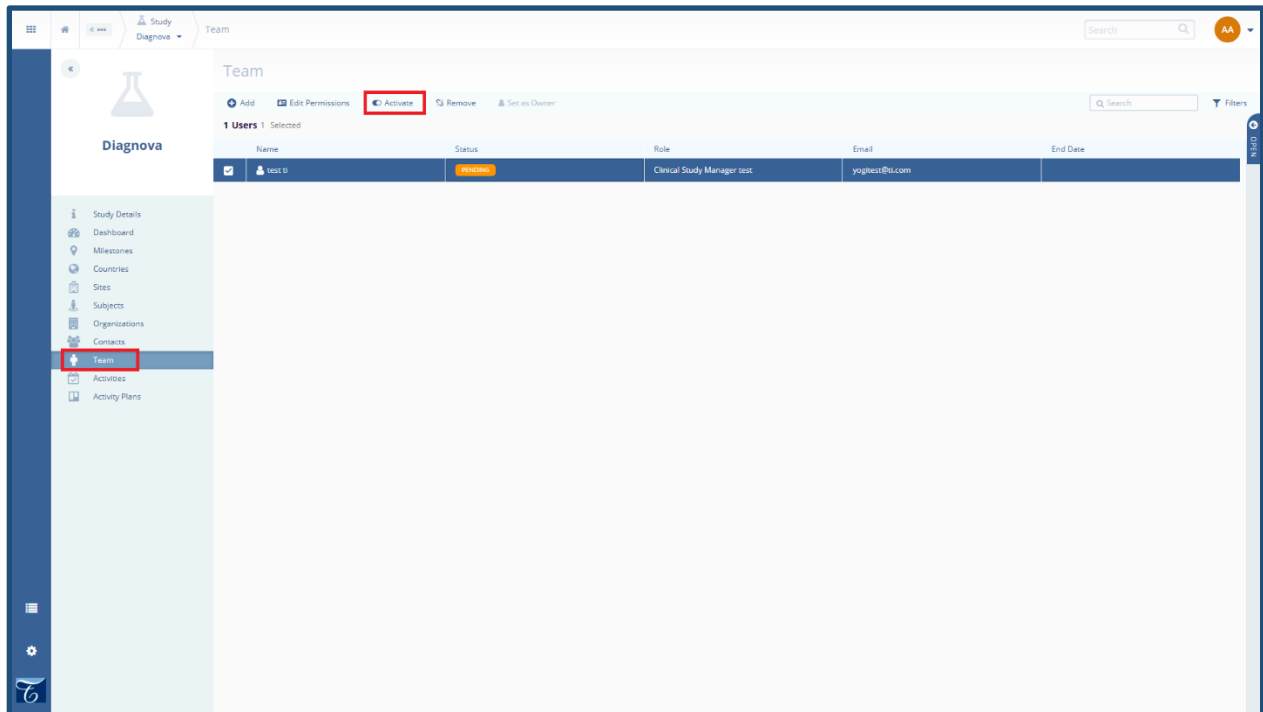 Study
Diagnova
Team
Search
AA
Team
Add Edit Permissions Activate Remove Set as Owner Search Filters
1 Users 1 Selected
OPEN
Diagnova
Name Status Role Email End Date
test ti PENDING Clinical Study Manager test yogitest@ti.com
Study Details
Dashboard
Milestones
Countries
Sites
Subjects
Organizations
Contacts
Team
Activities
Activity Plans